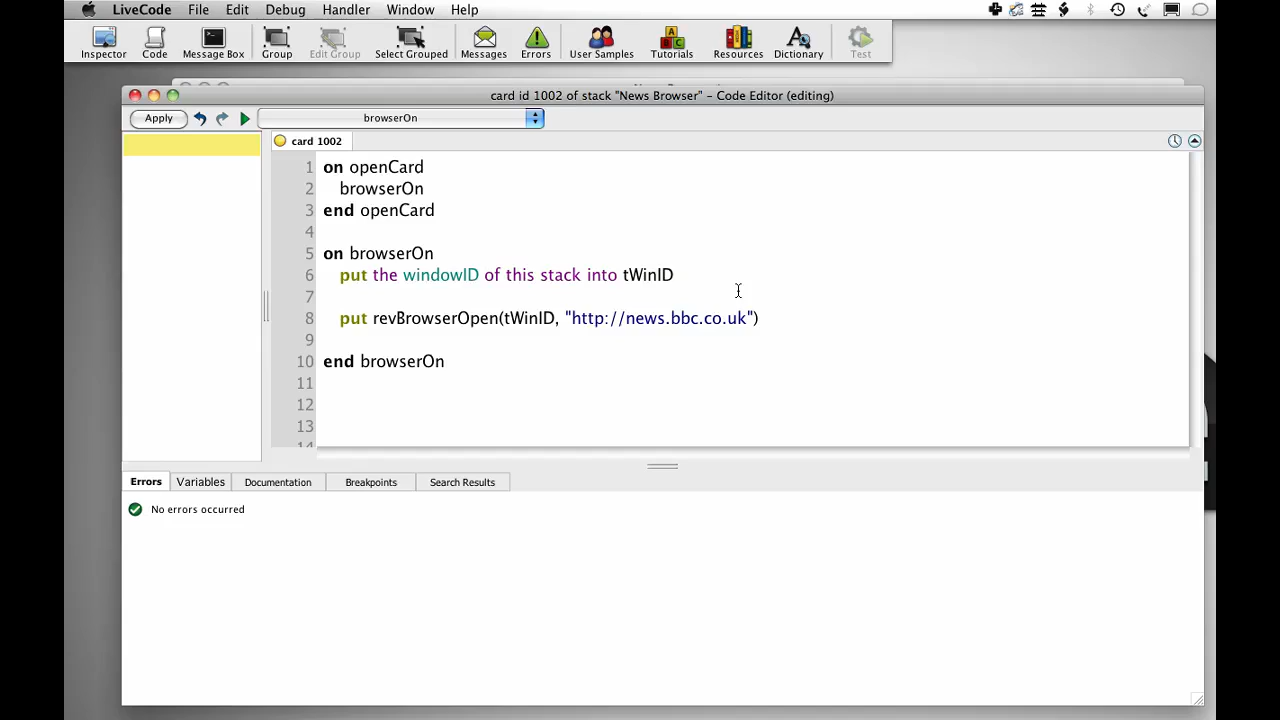 LiveCode File Edit Debug Handler Window Help
Inspector Code Message Box Group Edit Group Select Grouped Messages Errors User Samples Tutorials Resources Dictionary Test
card id 1002 of stack "News Browser" - Code Editor (editing)
Apply browserOn
card 1002
1 on openCard
2 browserOn
3 end openCard
4
5 on browserOn
6 put the windowID of this stack into tWinID
7
8 put revBrowserOpen(tWinID, "http://news.bbc.co.uk")
9
10 end browserOn
11
12
13
14
Errors Variables Documentation Breakpoints Search Results
No errors occurred